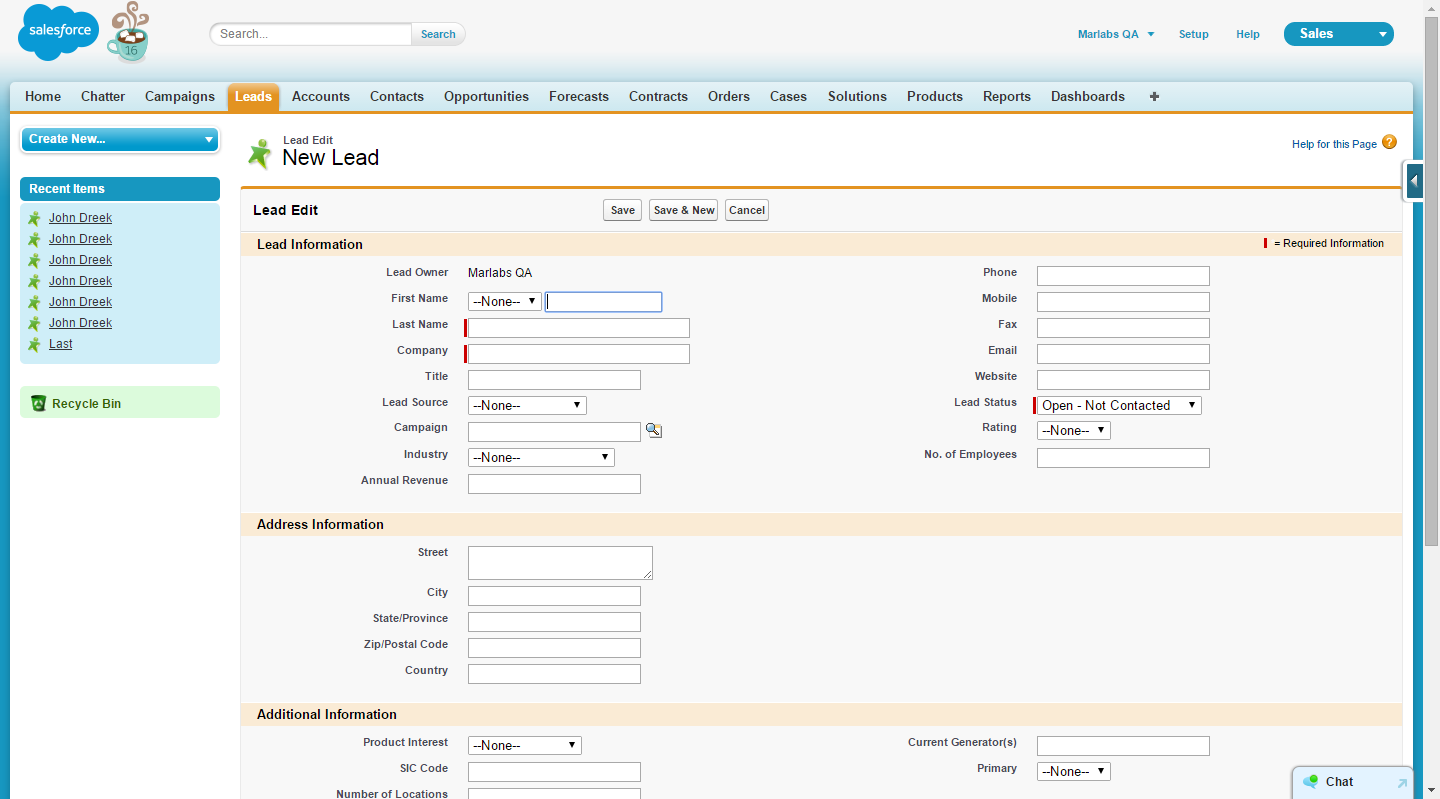 salesforce
16
Search...
Search
Marlabs QA
Setup
Help
Sales
Home Chatter Campaigns Leads Accounts Contacts Opportunities Forecasts Contracts Orders Cases Solutions Products Reports Dashboards +
Create New...
Recent Items
John Dreek
John Dreek
John Dreek
John Dreek
John Dreek
John Dreek
Last
Recycle Bin
Lead Edit
New Lead
Help for this Page ?
Lead Edit
Save
Save & New
Cancel
Lead Information
= Required Information
Lead Owner Marlabs QA
Phone
First Name --None--
Mobile
Last Name
Fax
Company
Email
Title
Website
Lead Source --None--
Lead Status Open - Not Contacted
Campaign
Rating --None--
Industry --None--
No. of Employees
Annual Revenue
Address Information
Street
City
State/Province
Zip/Postal Code
Country
Additional Information
Product Interest --None--
Current Generator(s)
SIC Code
Primary --None--
Number of Locations
Chat